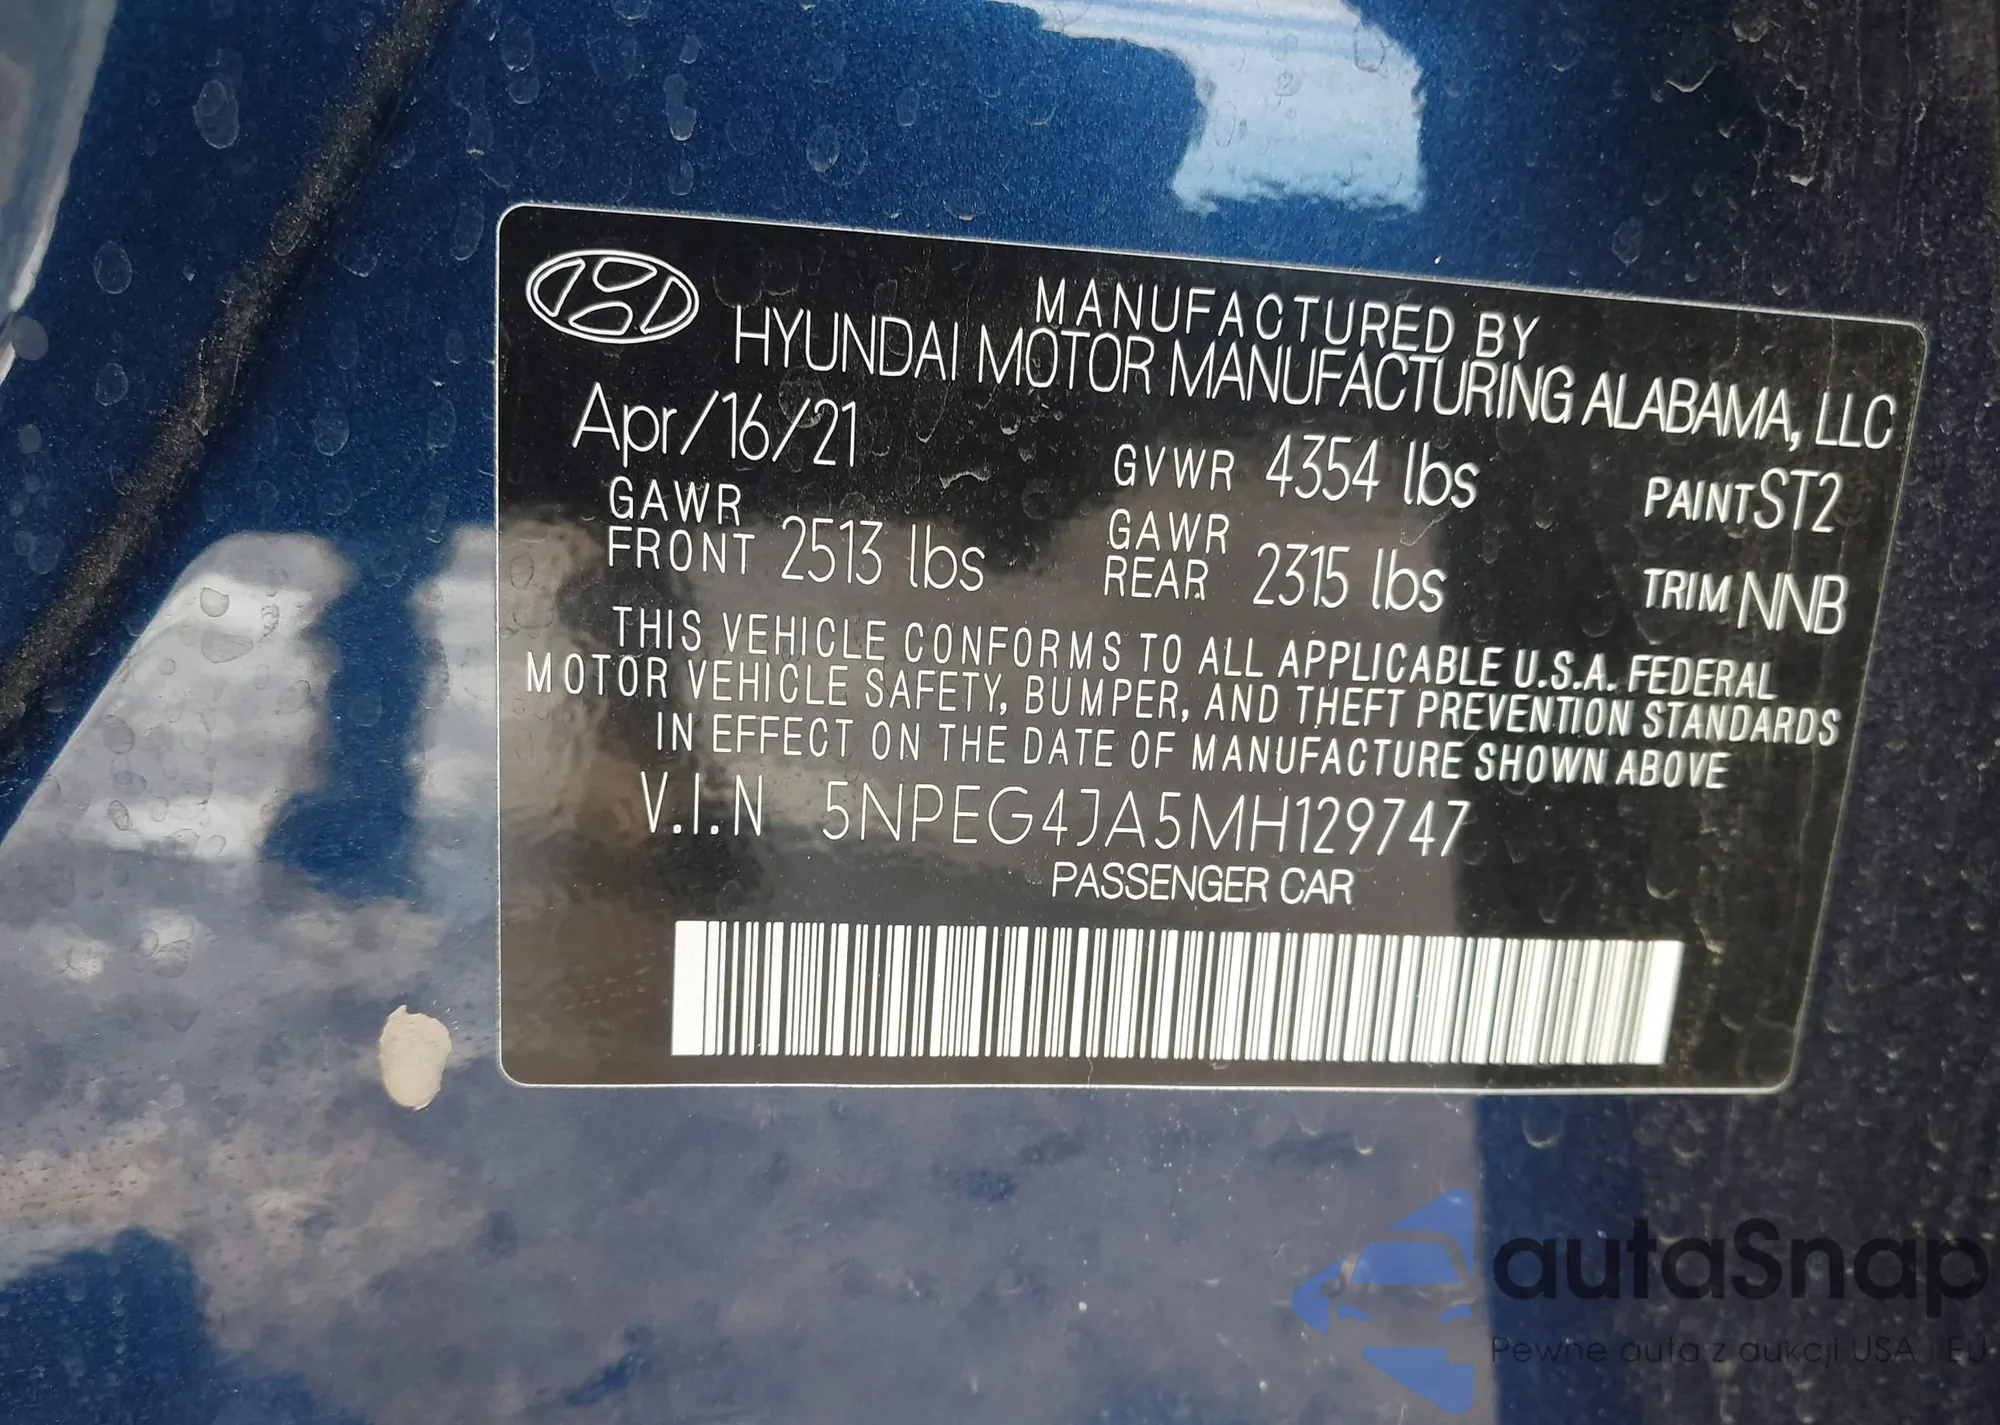 MANUFACTURED BY
HYUNDAI MOTOR MANUFACTURING ALABAMA, LLC
Apr/16/21 GVWR 4354 lbs PAINT ST2
GAWR FRONT 2513 lbs GAWR REAR 2315 lbs TRIM NNB
THIS VEHICLE CONFORMS TO ALL APPLICABLE U.S.A. FEDERAL
MOTOR VEHICLE SAFETY, BUMPER, AND THEFT PREVENTION STANDARDS
IN EFFECT ON THE DATE OF MANUFACTURE SHOWN ABOVE
V.I.N 5NPEG4JA5MH129747
PASSENGER CAR
autaSnap
Pewne auta z aukcji USA i EU